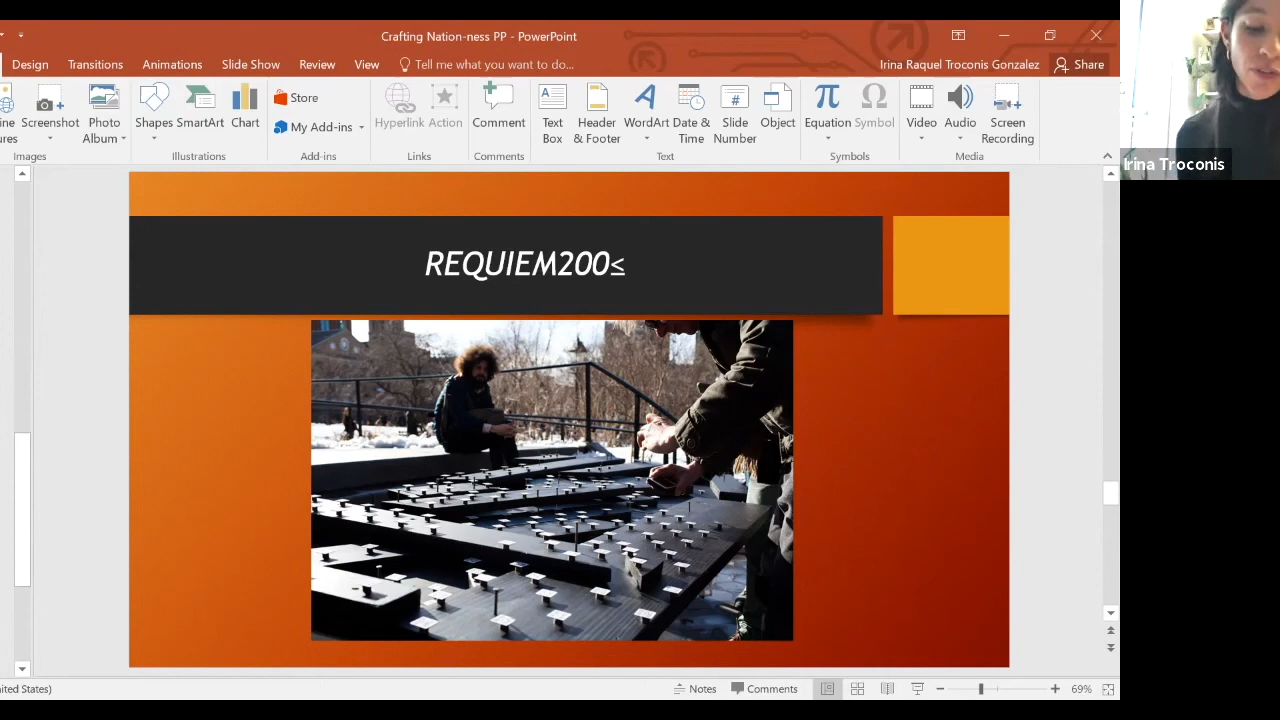 Crafting Nation-ness PP - PowerPoint
Design Transitions Animations Slide Show Review View Tell me what you want to do... Irina Raquel Troconis Gonzalez Share
Screenshot Photo Album Shapes SmartArt Chart Store My Add-ins Hyperlink Action Comment Text Box Header & Footer WordArt Date & Time Slide Number Object Equation Symbol Video Audio Screen Recording
Images Illustrations Add-ins Links Comments Text Symbols Media
Irina Troconis
REQUIEM200≤
ited States) Notes Comments 69%